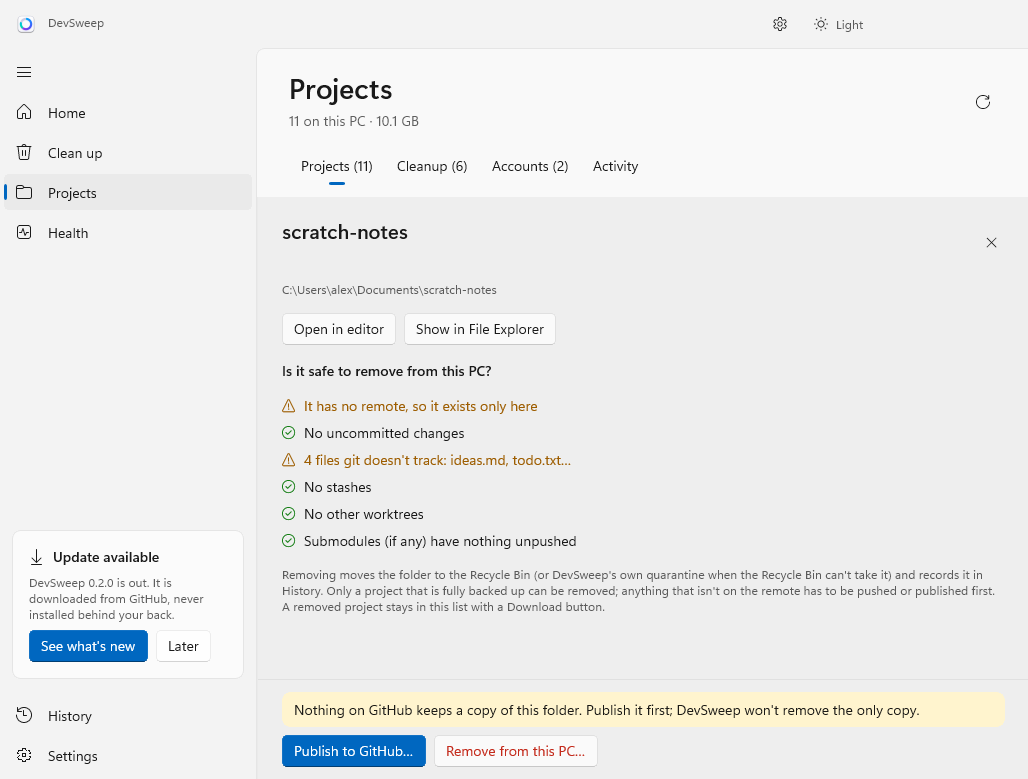 DevSweep
Light
Home
Clean up
Projects
Health
Update available
DevSweep 0.2.0 is out. It is
downloaded from GitHub, never
installed behind your back.
See what's new
Later
History
Settings
Projects
11 on this PC · 10.1 GB
Projects (11)
Cleanup (6)
Accounts (2)
Activity
scratch-notes
C:\Users\alex\Documents\scratch-notes
Open in editor
Show in File Explorer
Is it safe to remove from this PC?
It has no remote, so it exists only here
No uncommitted changes
4 files git doesn't track: ideas.md, todo.txt...
No stashes
No other worktrees
Submodules (if any) have nothing unpushed
Removing moves the folder to the Recycle Bin (or DevSweep's own quarantine when the Recycle Bin can't take it) and records it in
History. Only a project that is fully backed up can be removed; anything that isn't on the remote has to be pushed or published first.
A removed project stays in this list with a Download button.
Nothing on GitHub keeps a copy of this folder. Publish it first; DevSweep won't remove the only copy.
Publish to GitHub...
Remove from this PC...